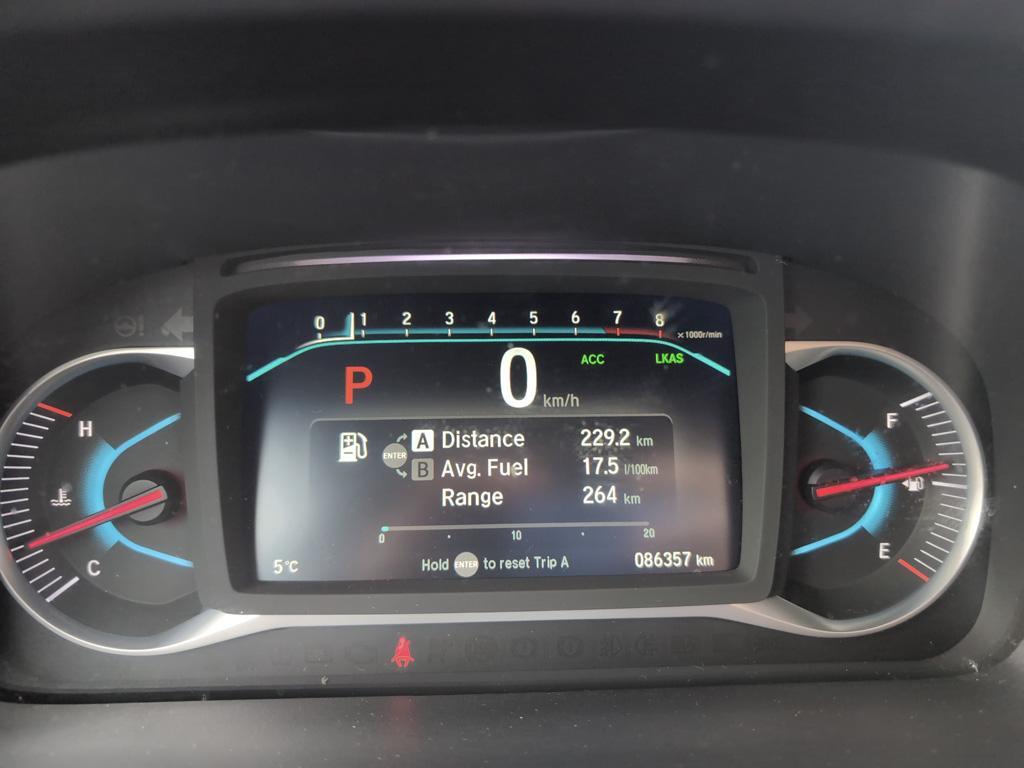 0 1 2 3 4 5 6 7 8 ×1000r/min
P 0 km/h ACC LKAS
H F
ENTER A Distance 229.2 km
B Avg. Fuel 17.5 l/100km
Range 264 km
0 10 20
C E
5°C Hold ENTER to reset Trip A 086357 km